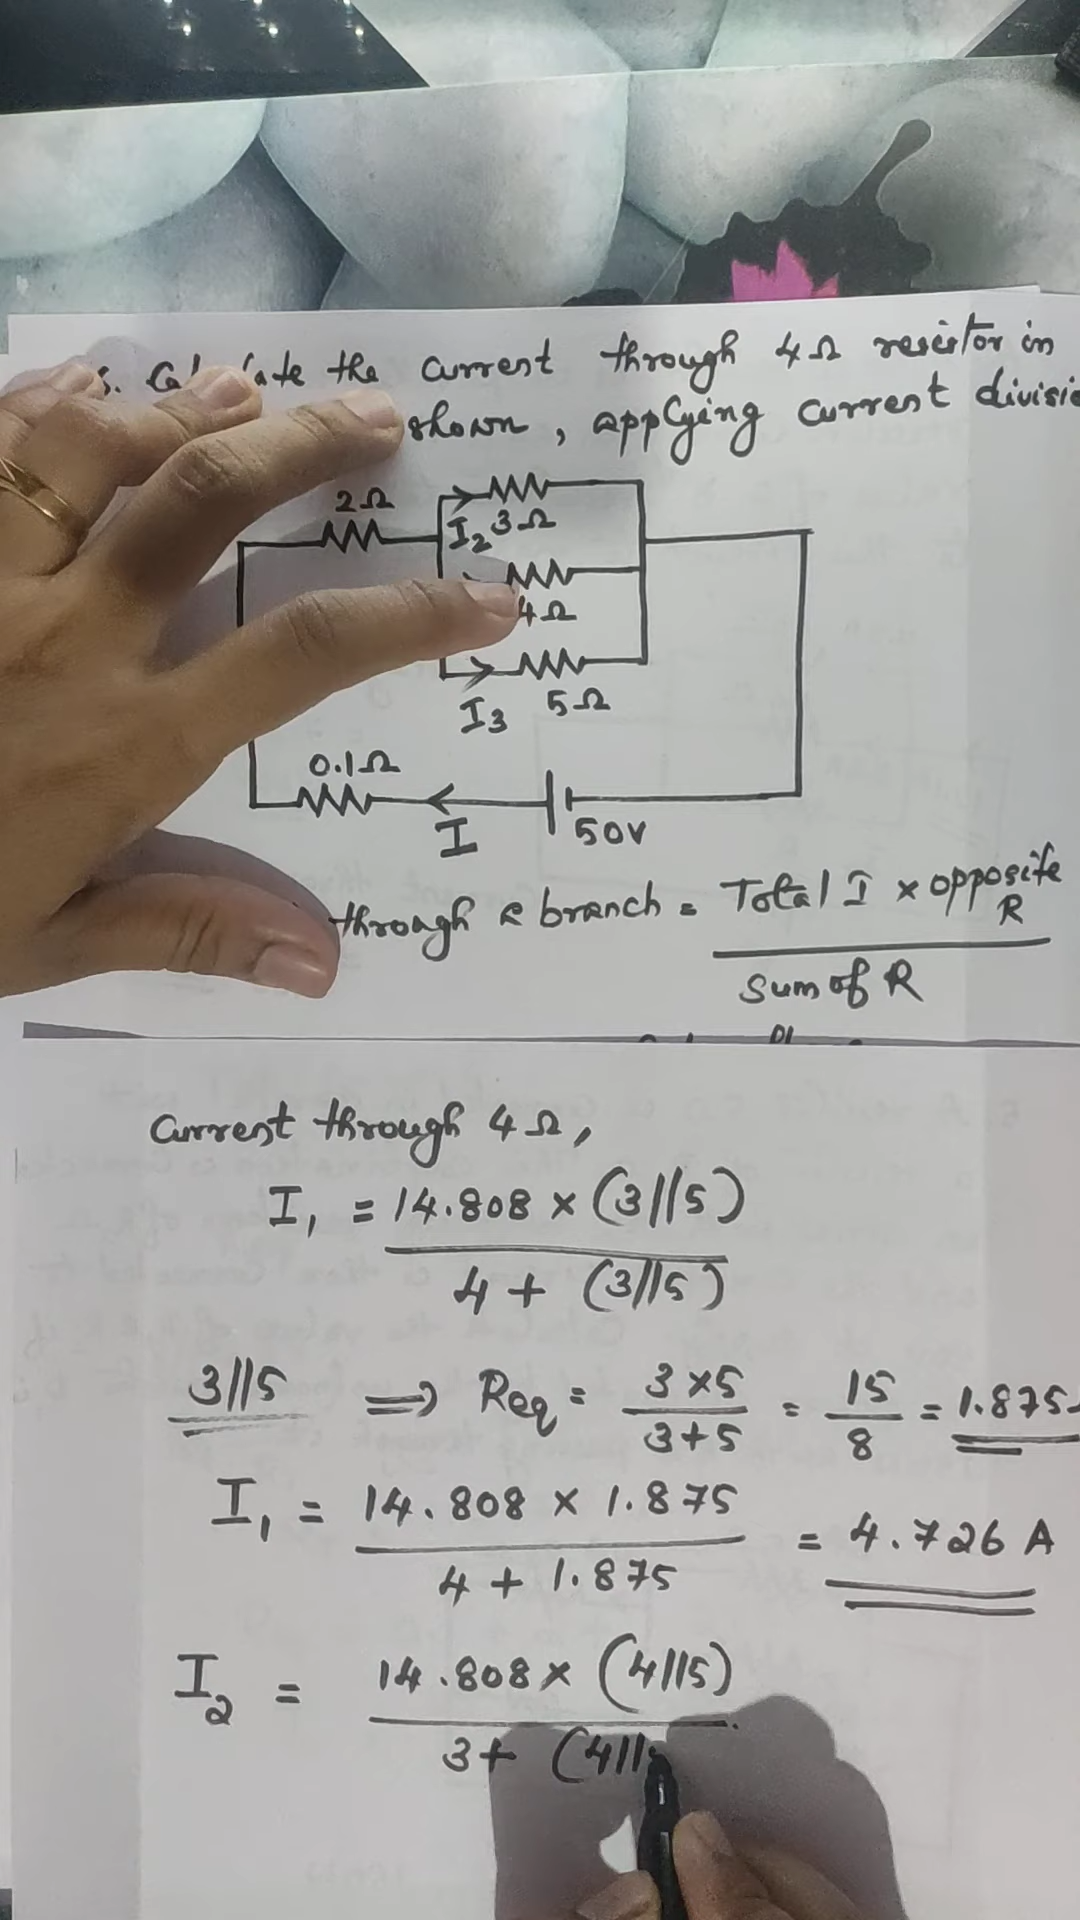 s. the current through 4Ω resistor in
shown, applying current
2Ω
I₂ 3Ω
4Ω
I₃ 5Ω
0.1Ω
I 50V
through a branch = Total I × opposite R / Sum of R
Current through 4Ω,
I₁ = 14.808 × (3||5) / 4 + (3||5)
3||5 ⟹ Req = 3×5 / 3+5 = 15 / 8 = 1.875
I₁ = 14.808 × 1.875 / 4 + 1.875 = 4.726 A
I₂ = 14.808 × (4||5) / 3 + (4||